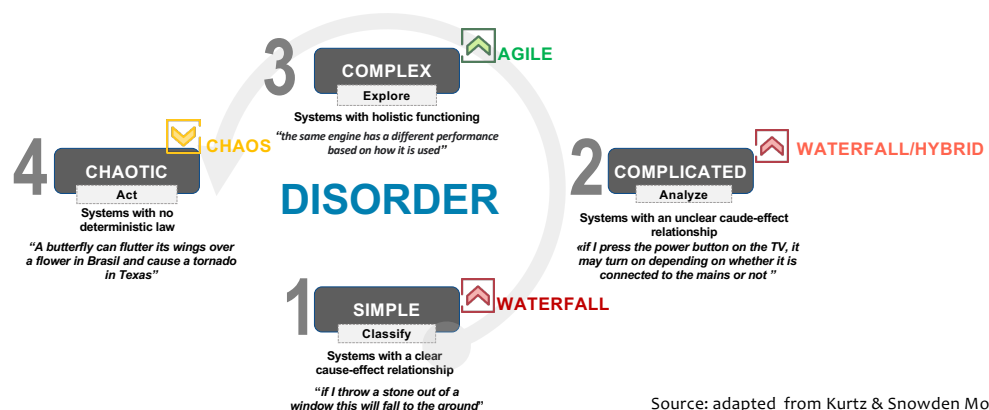 3
COMPLEX
Explore
AGILE
Systems with holistic functioning
"the same engine has a different performance
based on how it is used"
4
CHAOTIC
Act
CHAOS
Systems with no
deterministic law
"A butterfly can flutter its wings over
a flower in Brasil and cause a tornado
in Texas"
DISORDER
2
COMPLICATED
Analyze
WATERFALL/HYBRID
Systems with an unclear caude-effect
relationship
«if I press the power button on the TV, it
may turn on depending on whether it is
connected to the mains or not ”
1
SIMPLE
Classify
WATERFALL
Systems with a clear
cause-effect relationship
"if I throw a stone out of a
window this will fall to the ground"
Source: adapted from Kurtz & Snowden Mo